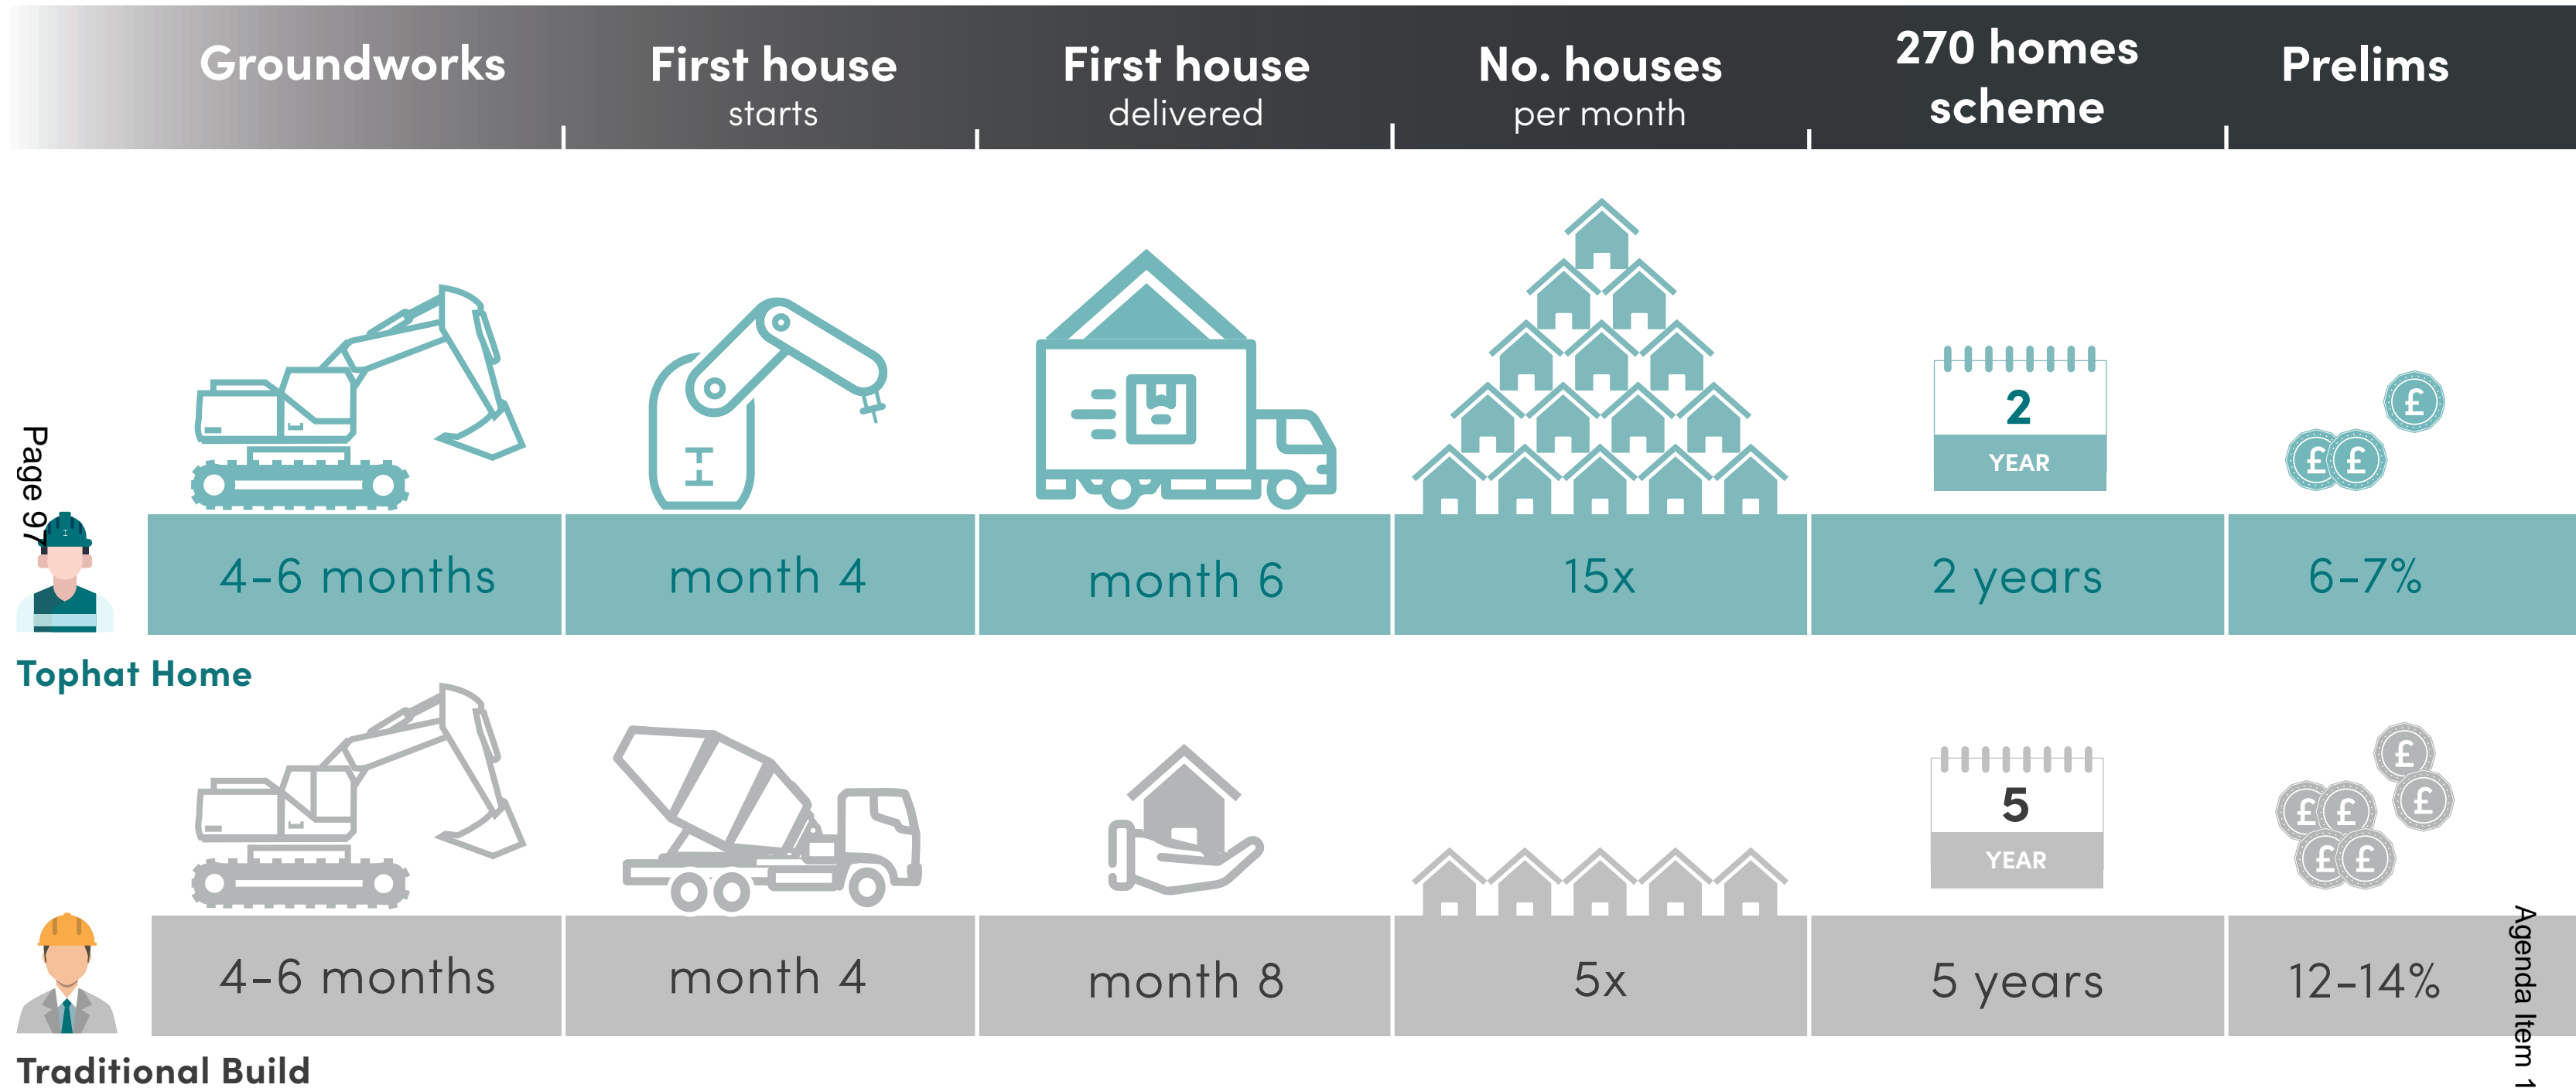 Groundworks
First house
starts
First house
delivered
No. houses
per month
270 homes
scheme
Prelims
2
YEAR
£
£ £
Page 97
4-6 months
month 4
month 6
15x
2 years
6-7%
Tophat Home
5
YEAR
£
£
£ £
£ £
4-6 months
month 4
month 8
5x
5 years
12-14%
Traditional Build
Agenda Item 1